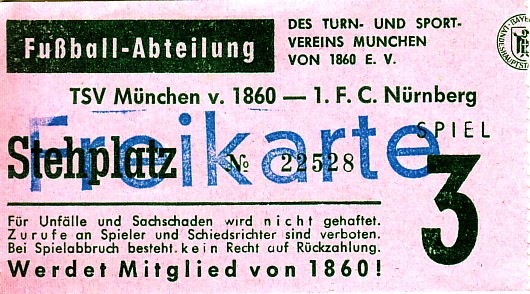 Fußball-Abteilung
DES TURN- UND SPORT-
VEREINS MUNCHEN
VON 1860 E. V.
TSV München v. 1860 — 1. F. C. Nürnberg
Freikarte
SPIEL
Stehplatz
№ 22528
3
Für Unfälle und Sachschaden wird nicht gehaftet.
Zurufe an Spieler und Schiedsrichter sind verboten.
Bei Spielabbruch besteht kein Recht auf Rückzahlung.
Werdet Mitglied von 1860!